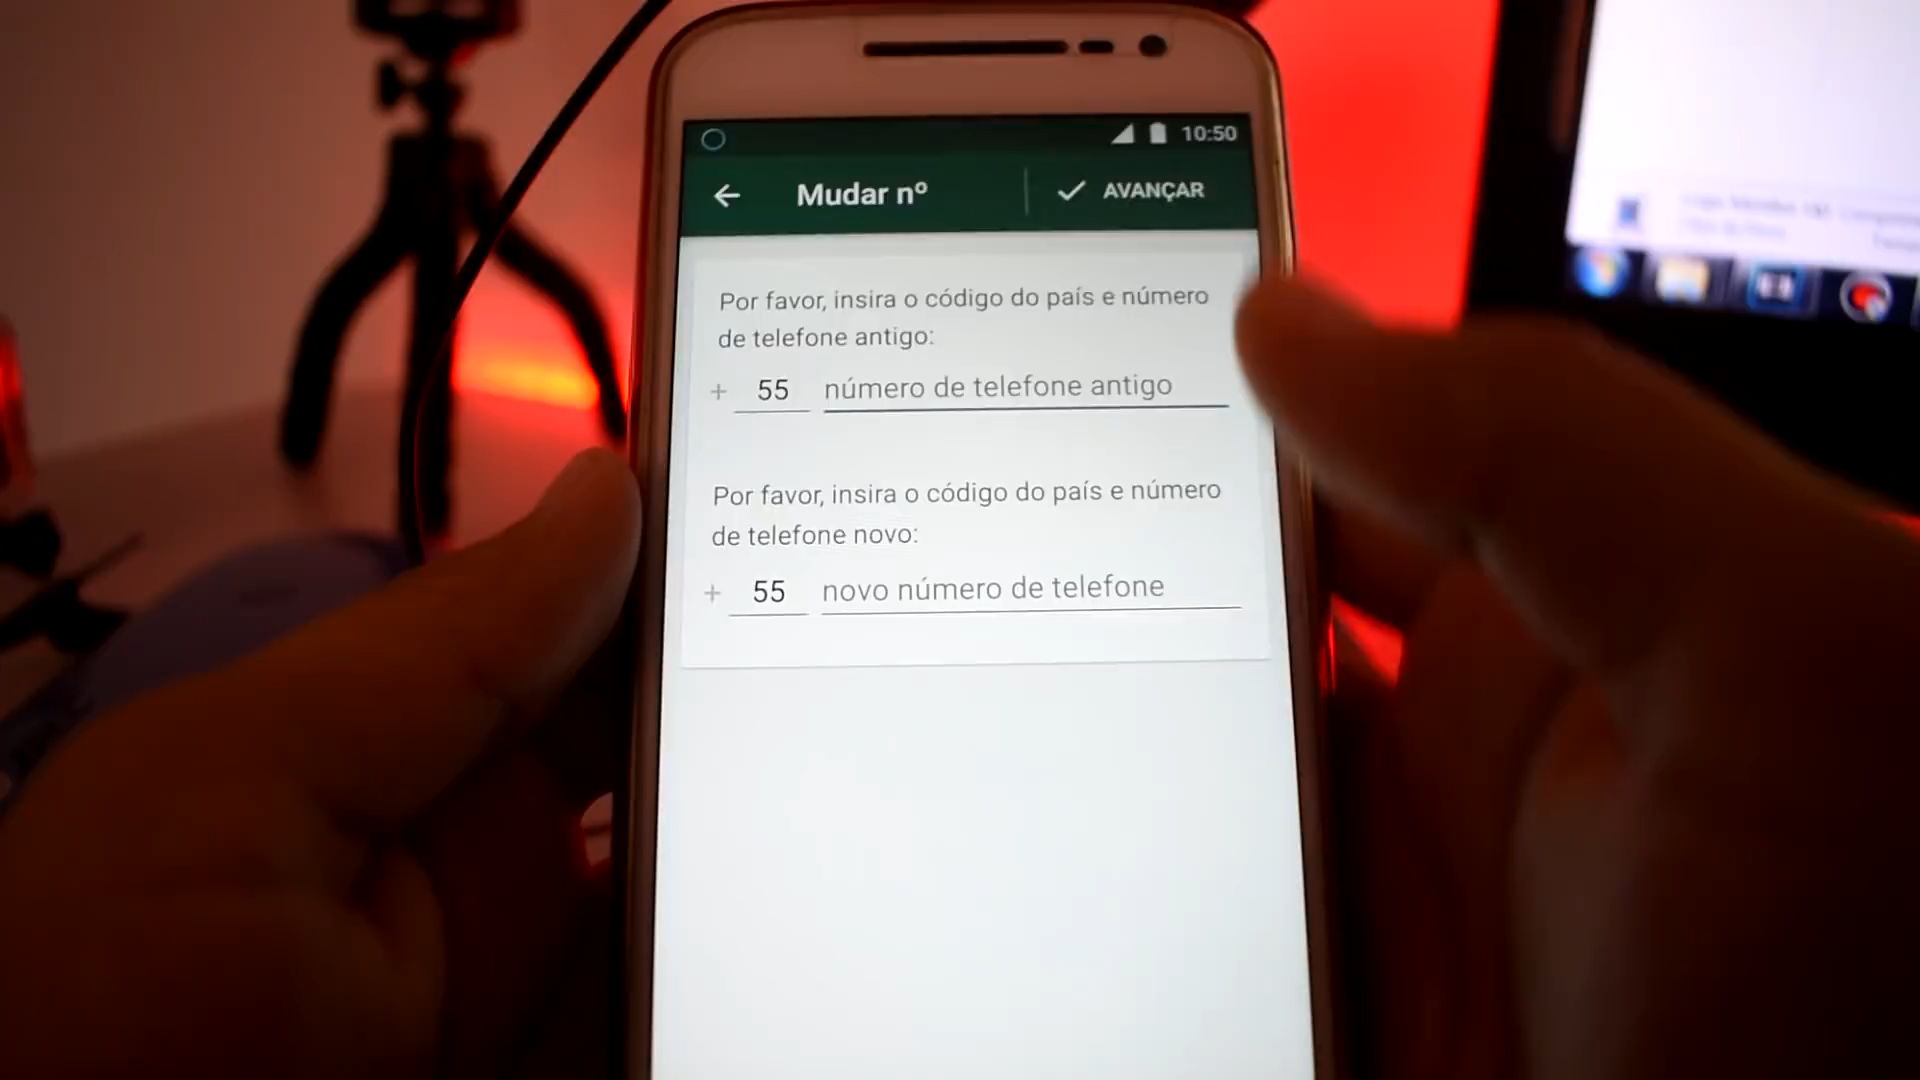 10:50
Mudar nº
AVANÇAR
Por favor, insira o código do país e número
de telefone antigo:
+ 55 número de telefone antigo
Por favor, insira o código do país e número
de telefone novo:
+ 55 novo número de telefone